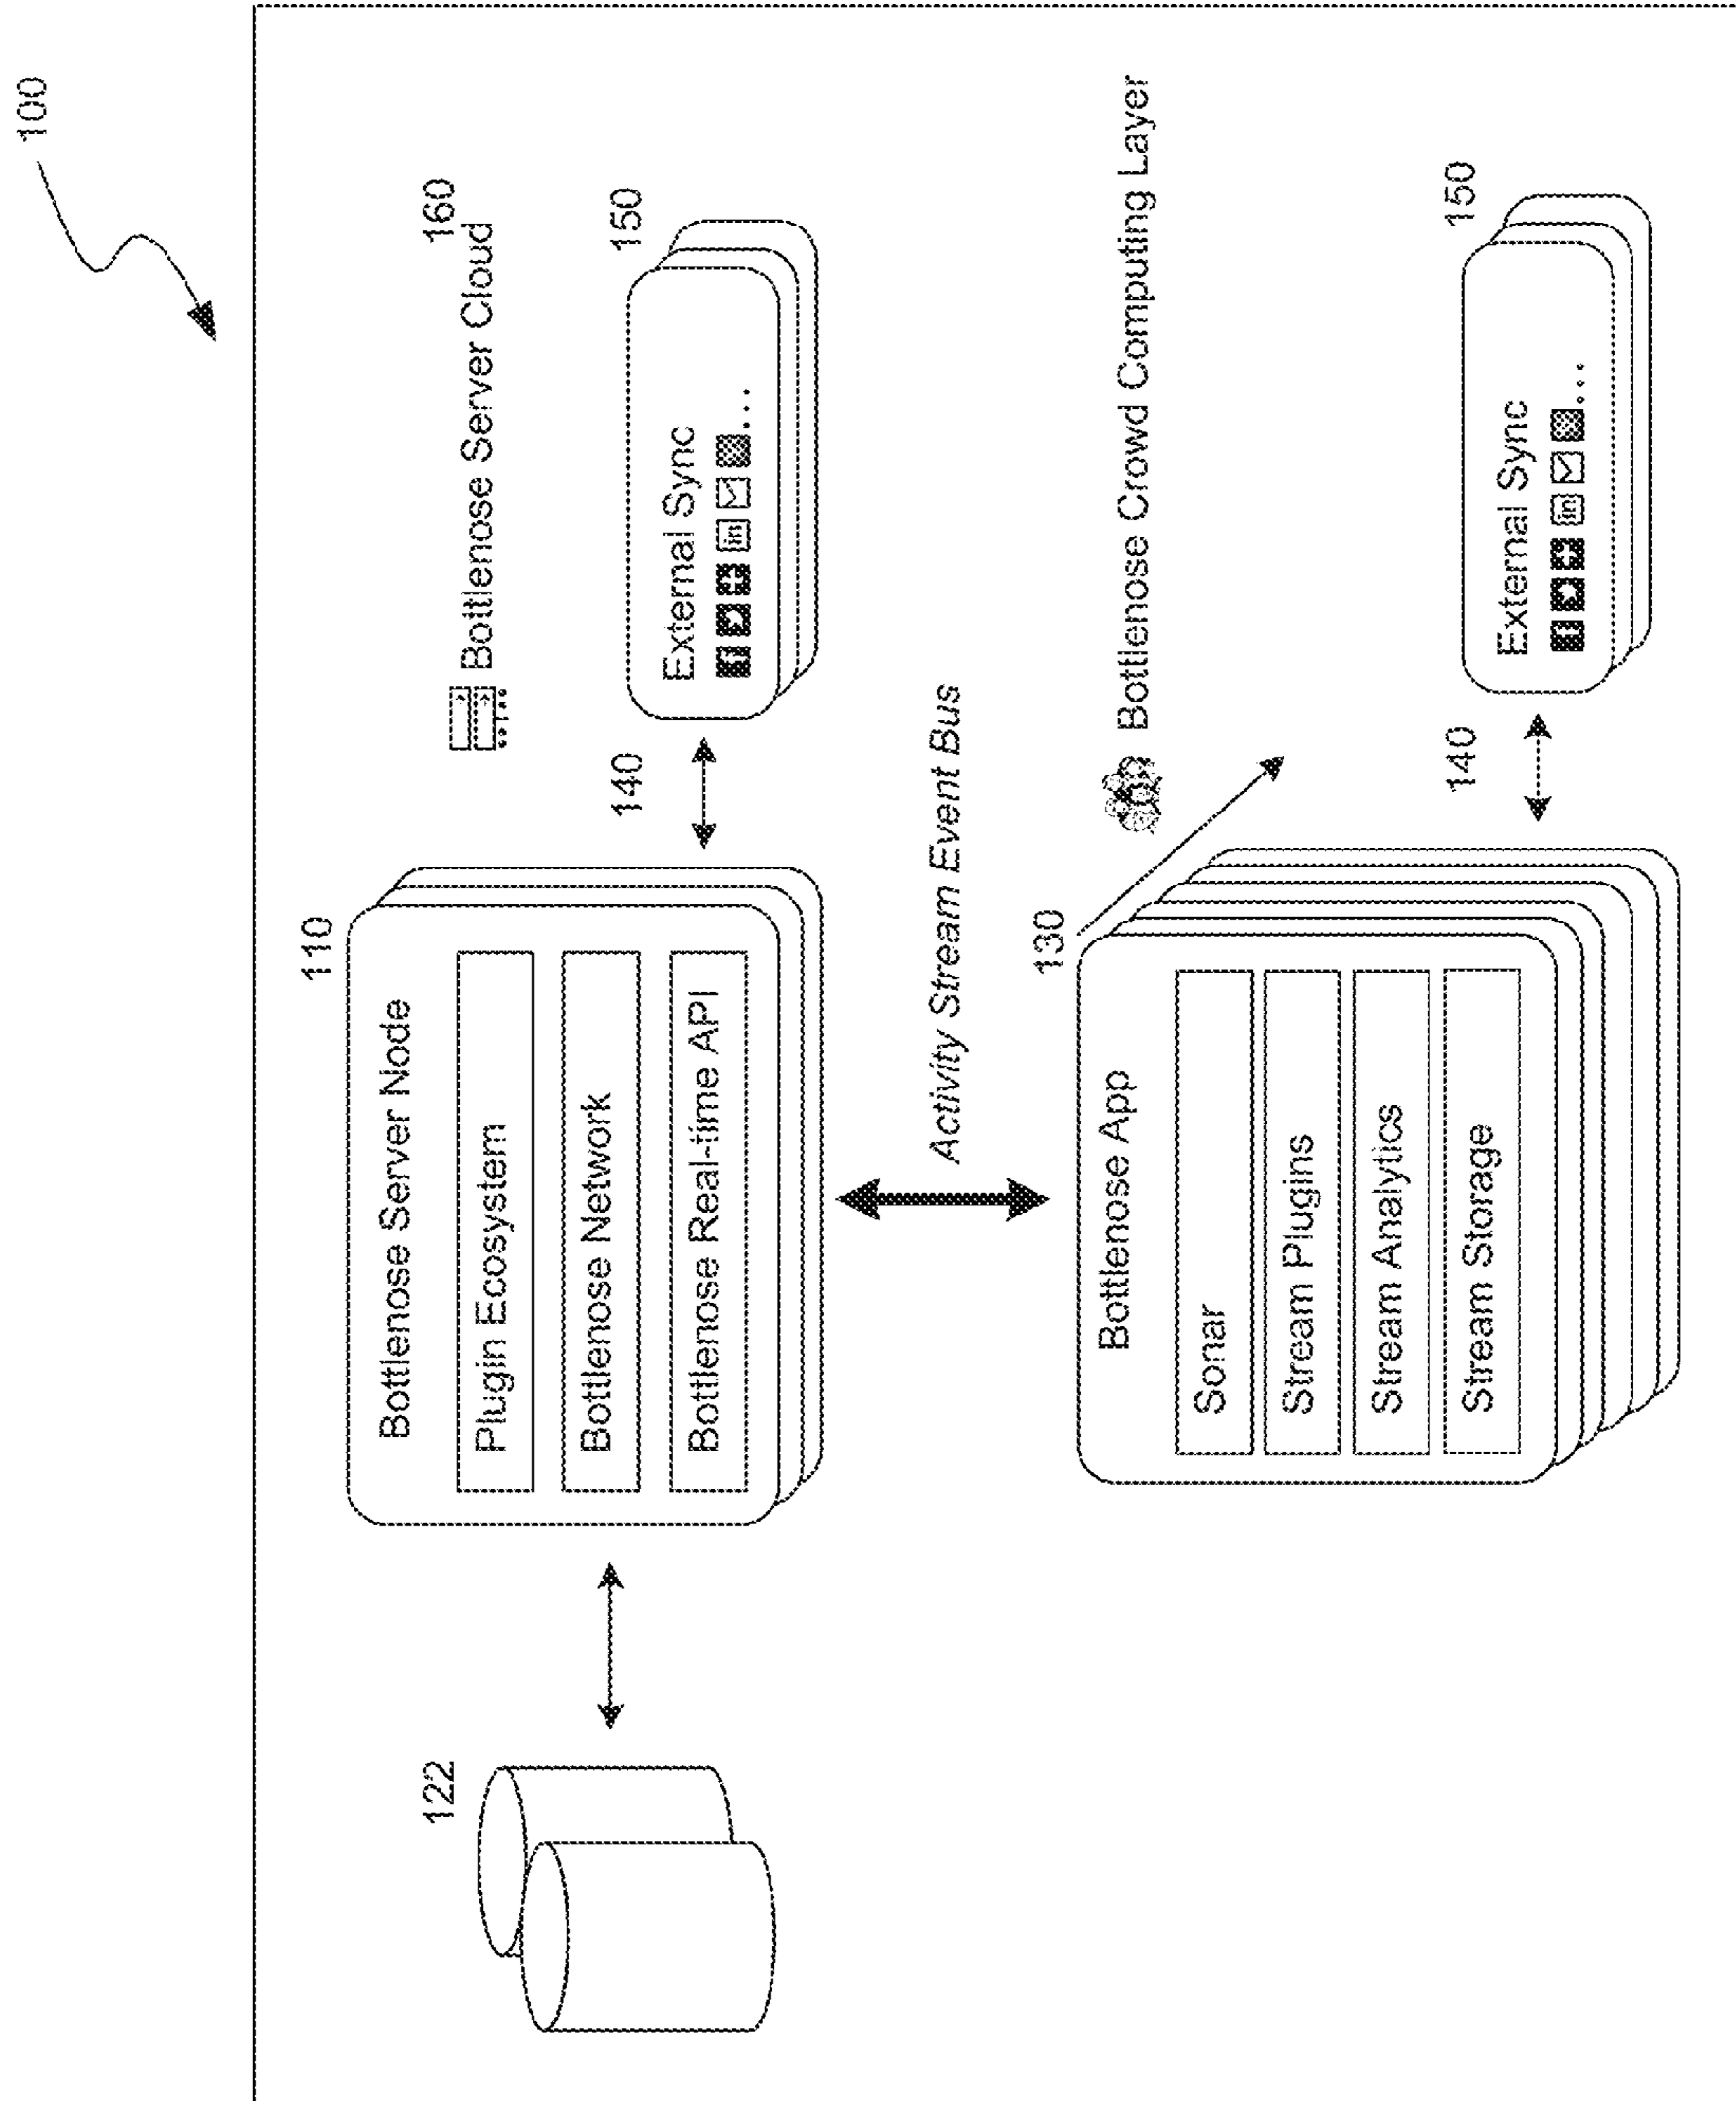 100
160
Bottlenose Server Cloud
110
Bottlenose Server Node
Plugin Ecosystem
Bottlenose Network
Bottlenose Real-time API
122
140
150
External Sync
in
...
Activity Stream Event Bus
130
Bottlenose Crowd Computing Layer
Bottlenose App
Sonar
Stream Plugins
Stream Analytics
Stream Storage
140
150
External Sync
in
...